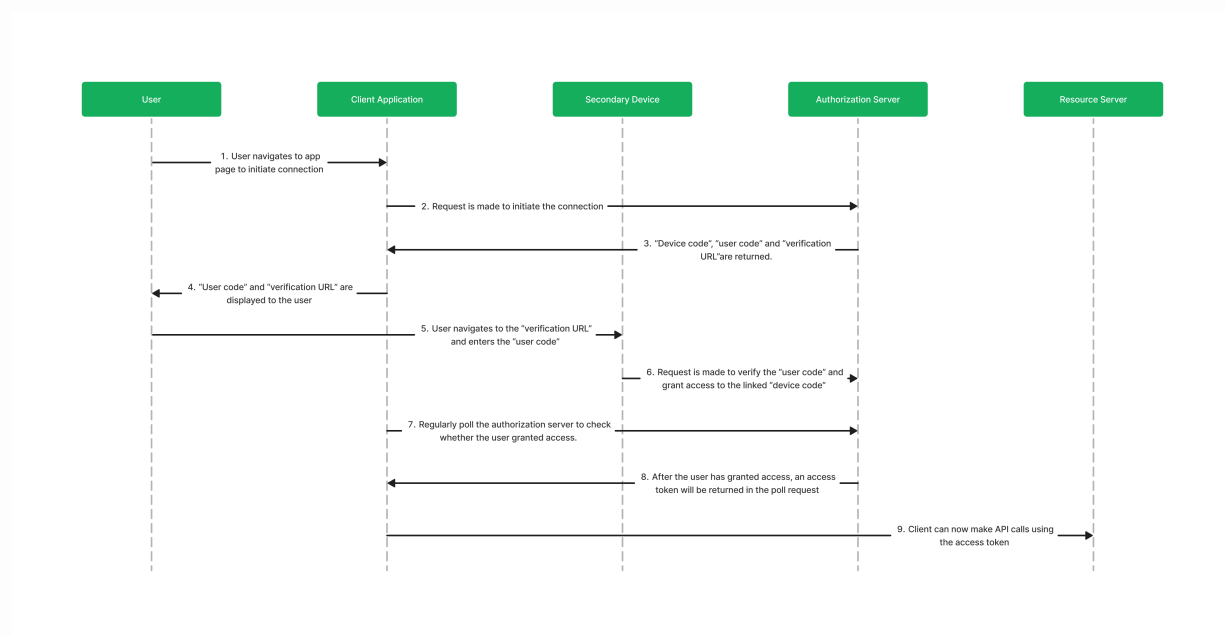 User
Client Application
Secondary Device
Authorization Server
Resource Server
1. User navigates to app
page to initiate connection
2. Request is made to initiate the connection
3. “Device code”, “user code” and “verification
URL”are returned.
4. “User code” and “verification URL” are
displayed to the user
5. User navigates to the “verification URL”
and enters the “user code”
6. Request is made to verify the “user code” and
grant access to the linked “device code”
7. Regularly poll the authorization server to check
whether the user granted access.
8. After the user has granted access, an access
token will be returned in the poll request
9. Client can now make API calls using
the access token